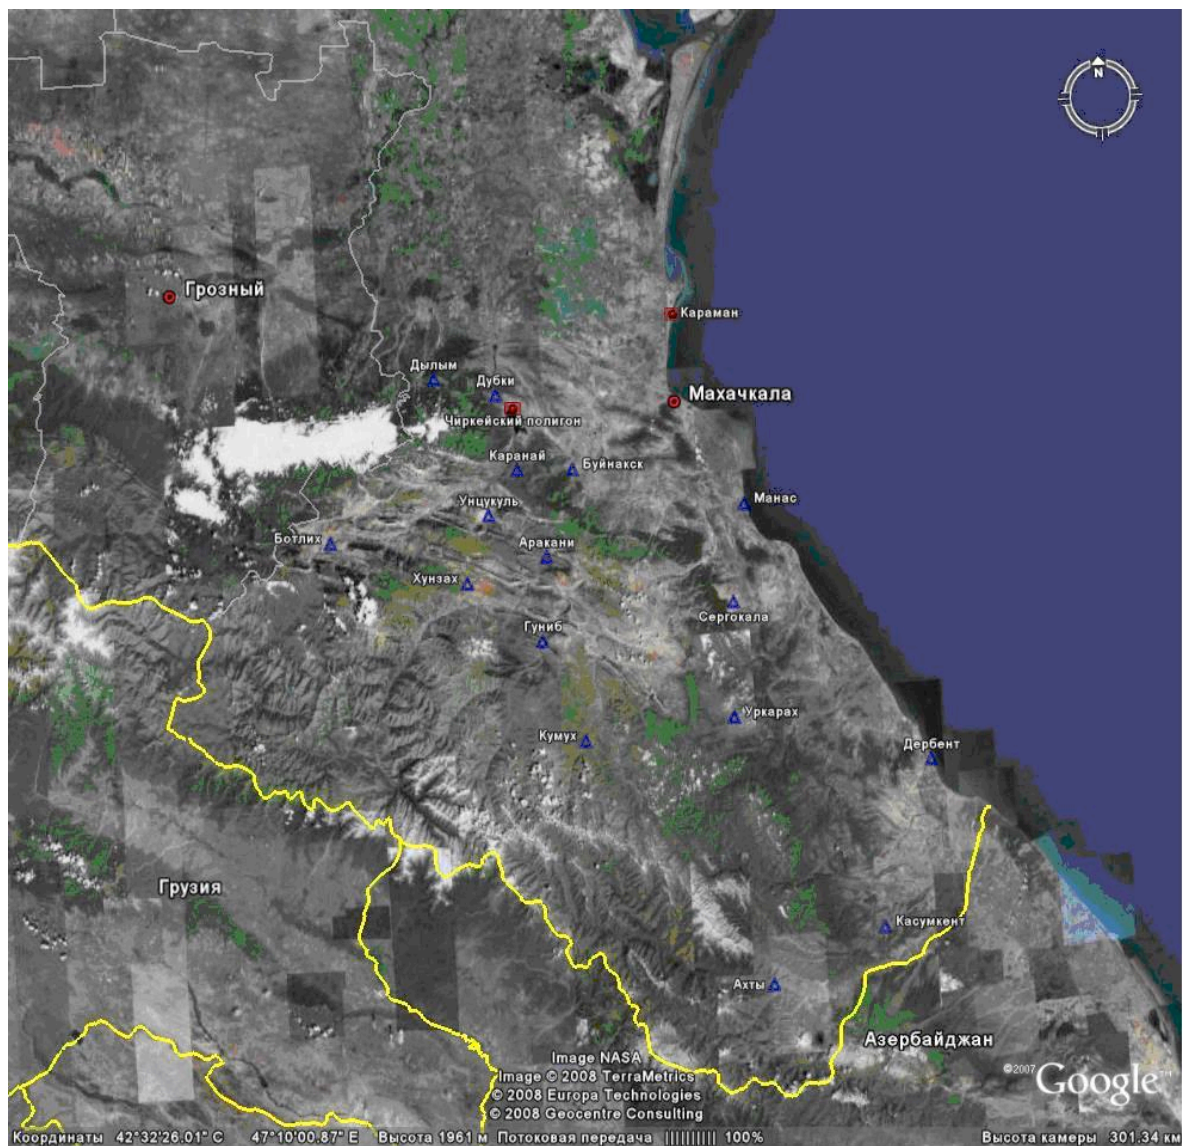 N
Грозный
Караман
Дылым
Дубки
Махачкала
Чиркейский полигон
Каранай
Буйнакск
Унцукуль
Манас
Ботлих
Аракани
Хунзах
Сергокала
Гуниб
Уркарах
Кумух
Дербент
Грузия
Касумкент
Ахты
Азербайджан
Image NASA
Image © 2008 TerraMetrics
© 2008 Europa Technologies
© 2008 Geocentre Consulting
©2007 Google™
Координаты 42°32'26.01" С 47°10'00.87" Е Высота 1961 м Потоковая передача |||||||||| 100% Высота камеры 301.34 км